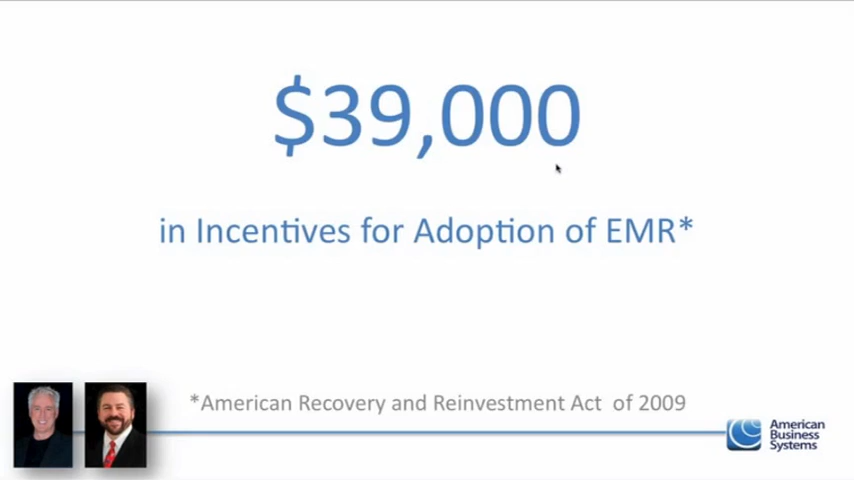 $39,000
in Incentives for Adoption of EMR*
*American Recovery and Reinvestment Act of 2009
American
Business
Systems